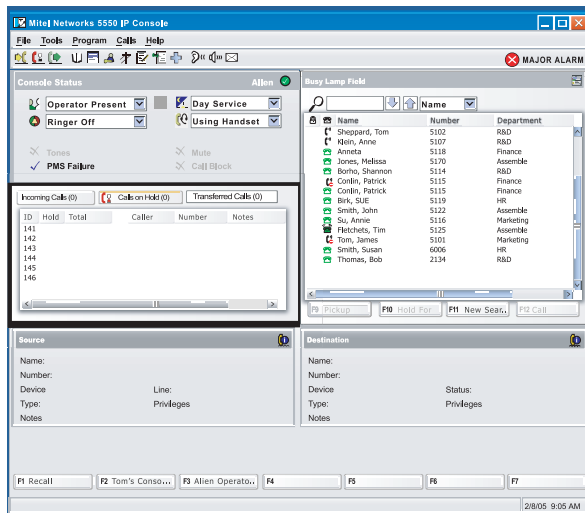 Mitel Networks 5550 IP Console
File Tools Program Calls Help
MAJOR ALARM
Console Status Allen
Operator Present Day Service
Ringer Off Using Handset
Tones Mute
PMS Failure Call Block
Incoming Calls (0) Calls on Hold (0) Transferred Calls (0)
ID Hold Total Caller Number Notes
141
142
143
144
145
146
Busy Lamp Field
Name
Name Number Department
Sheppard, Tom 5102 R&D
Klein, Anne 5107 R&D
Anneta 5118 Finance
Jones, Melissa 5170 Assemble
Borho, Shannon 5114 R&D
Conlin, Patrick 5115 Finance
Conlin, Patrick 5115 Finance
Birk, SUE 5119 HR
Smith, John 5122 Assemble
Su, Annie 5116 Marketing
Fletchets, Tim 5125 Assemble
Tom, James 5101 Marketing
Smith, Susan 6006 HR
Thomas, Bob 2134 R&D
F9 Pickup F10 Hold For F11 New Sear.. F12 Call
Source
Name:
Number:
Device Line:
Type: Privileges
Notes
Destination
Name:
Number:
Device Status:
Type: Privileges
Notes
F1 Recall F2 Tom's Conso... F3 Alien Operato.. F4 F5 F6 F7
2/8/05 9:05 AM